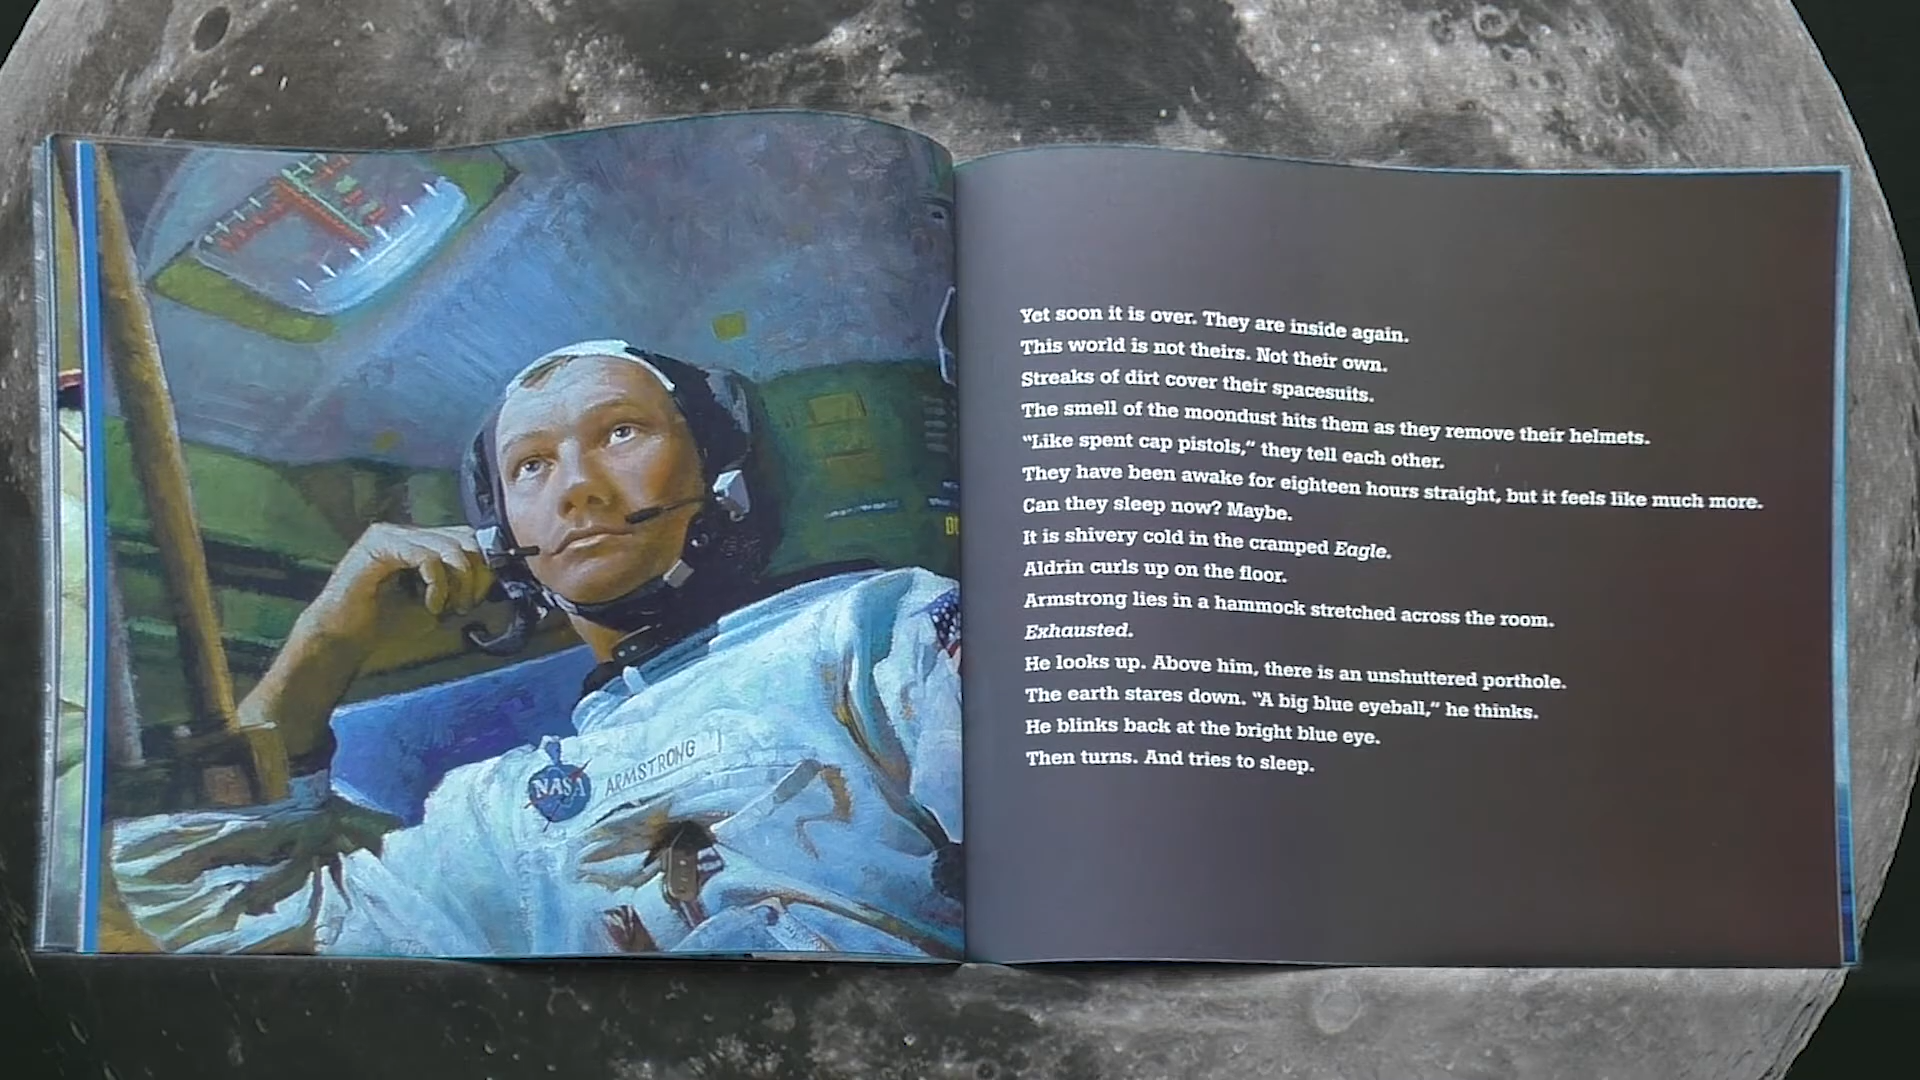 NASA
ARMSTRONG
Yet soon it is over. They are inside again.
This world is not theirs. Not their own.
Streaks of dirt cover their spacesuits.
The smell of the moondust hits them as they remove their helmets.
“Like spent cap pistols,“ they tell each other.
They have been awake for eighteen hours straight, but it feels like much more.
Can they sleep now? Maybe.
It is shivery cold in the cramped Eagle.
Aldrin curls up on the floor.
Armstrong lies in a hammock stretched across the room.
Exhausted.
He looks up. Above him, there is an unshuttered porthole.
The earth stares down. “A big blue eyeball,“ he thinks.
He blinks back at the bright blue eye.
Then turns. And tries to sleep.